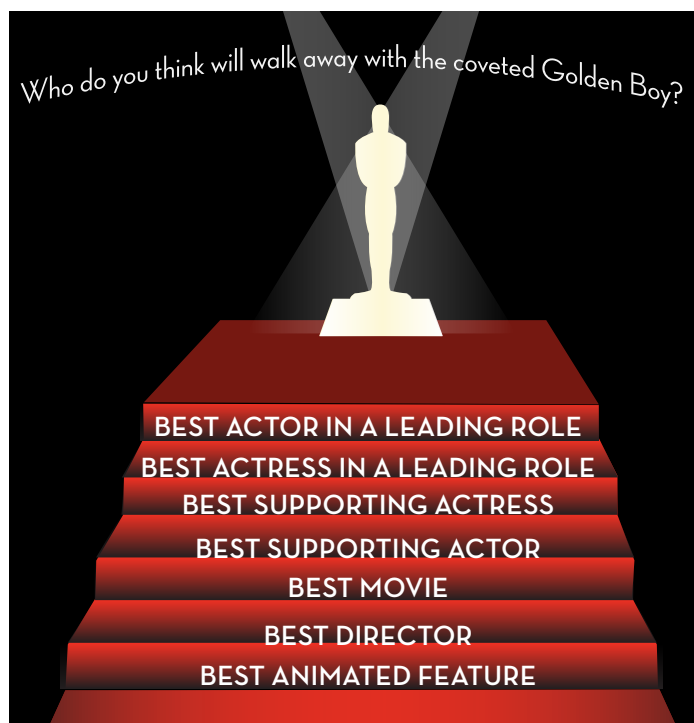 Who do you think will walk away with the coveted Golden Boy?
BEST ACTOR IN A LEADING ROLE
BEST ACTRESS IN A LEADING ROLE
BEST SUPPORTING ACTRESS
BEST SUPPORTING ACTOR
BEST MOVIE
BEST DIRECTOR
BEST ANIMATED FEATURE